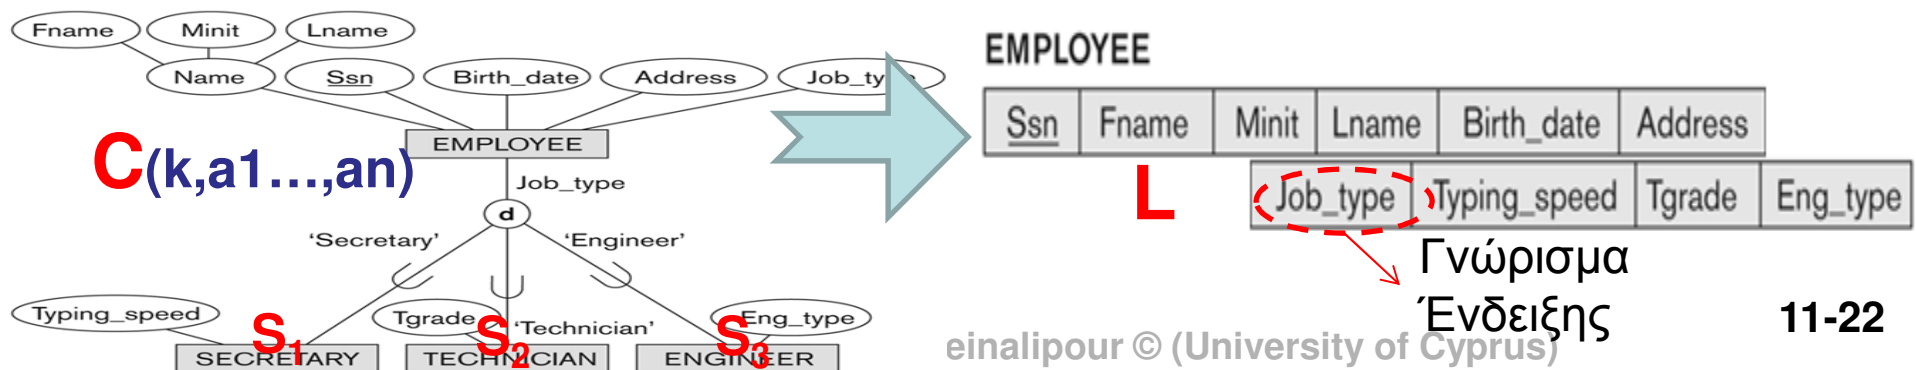 Fname Minit Lname
Name Ssn Birth_date Address Job_type
EMPLOYEE
C(k,a1…,an)
Job_type
d
‘Secretary’ ‘Engineer’
Typing_speed Tgrade ‘Technician’ Eng_type
S1 S2 S3
SECRETARY TECHNICIAN ENGINEER
EMPLOYEE
Ssn Fname Minit Lname Birth_date Address
L
Job_type Typing_speed Tgrade Eng_type
Γνώρισμα
Ένδειξης
11-22
einalipour © (University of Cyprus)